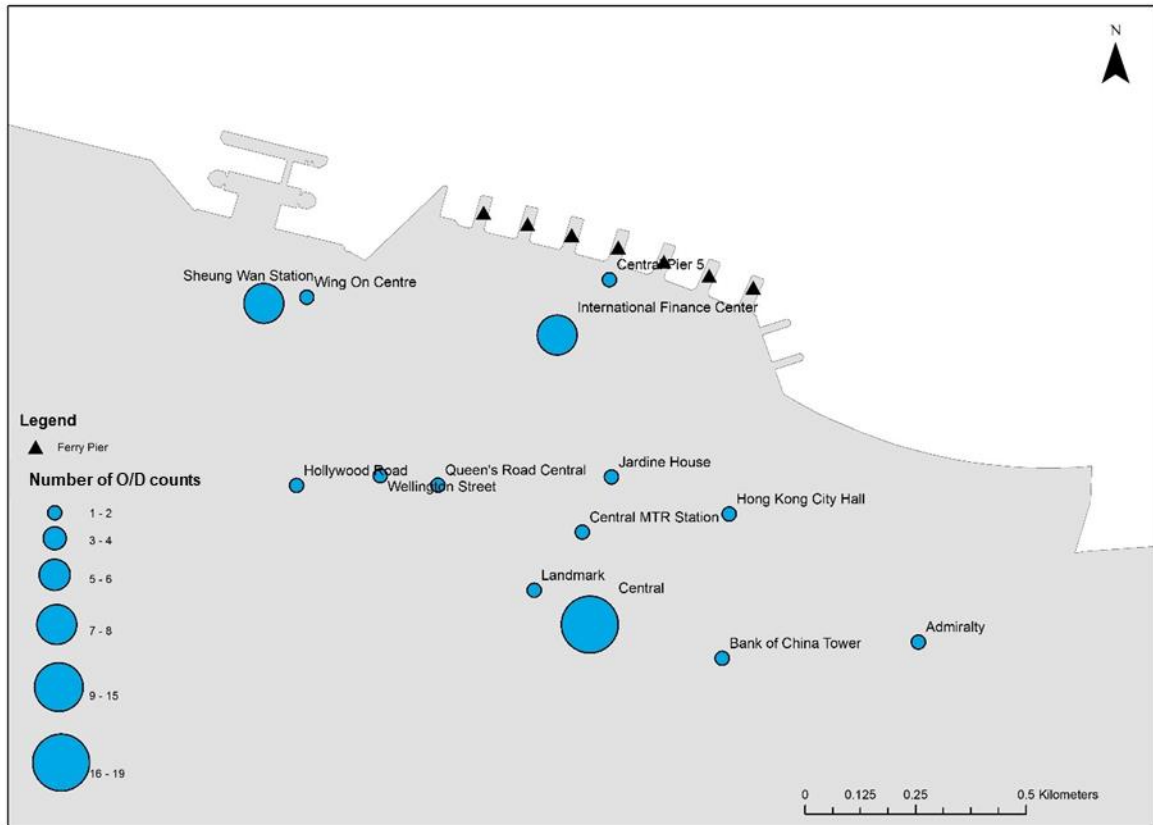 N
Central Pier 5
Sheung Wan Station
Wing On Centre
International Finance Center
Legend
Ferry Pier
Number of O/D counts
1 - 2
3 - 4
5 - 6
7 - 8
9 - 15
16 - 19
Hollywood Road
Wellington Street
Queen's Road Central
Jardine House
Central MTR Station
Hong Kong City Hall
Landmark
Central
Bank of China Tower
Admiralty
0 0.125 0.25 0.5 Kilometers